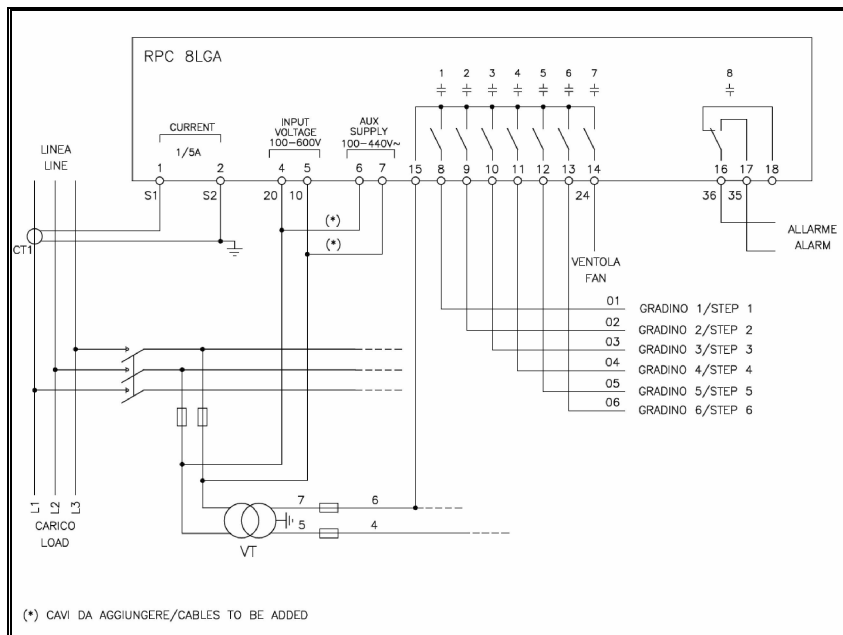 RPC 8LGA
1 2 3 4 5 6 7 8
CURRENT
1/5A
INPUT
VOLTAGE
100-600V
AUX
SUPPLY
100-440V~
LINEA
LINE
1 2 4 5 6 7 15 8 9 10 11 12 13 14 16 17 18
S1 S2 20 10 24 36 35
(*)
(*)
CT1
ALLARME
ALARM
VENTOLA
FAN
01 GRADINO 1/STEP 1
02 GRADINO 2/STEP 2
03 GRADINO 3/STEP 3
04 GRADINO 4/STEP 4
05 GRADINO 5/STEP 5
06 GRADINO 6/STEP 6
L1 L2 L3
CARICO
LOAD
7 6
5 4
VT
(*) CAVI DA AGGIUNGERE/CABLES TO BE ADDED